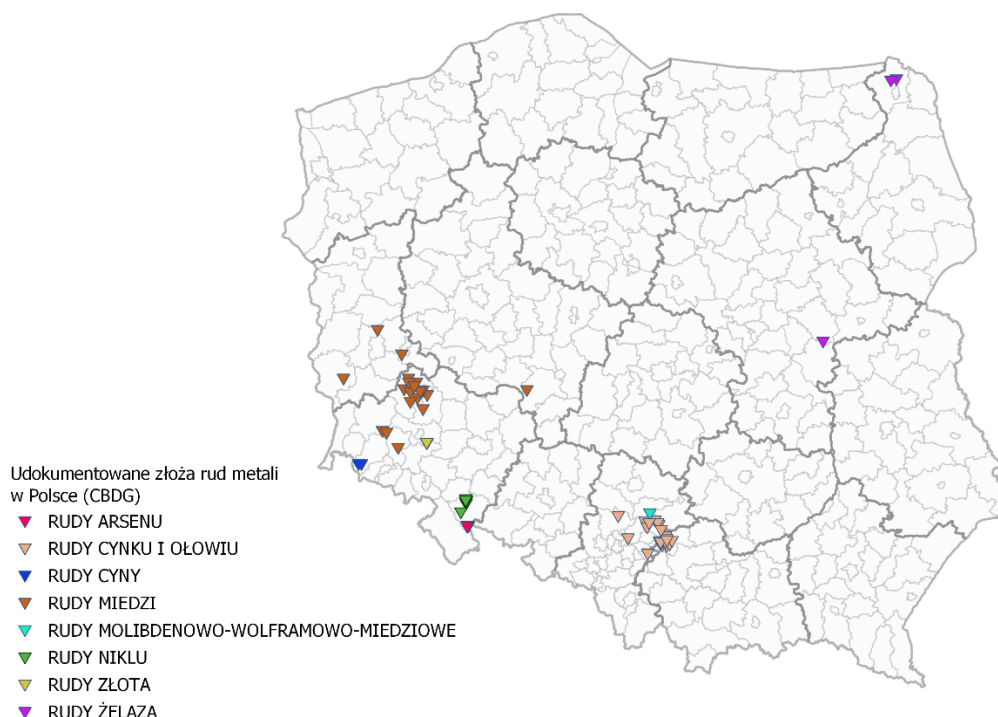 Udokumentowane złoża rud metali
w Polsce (CBDG)
RUDY ARSENU
RUDY CYNKU I OŁOWIU
RUDY CYNY
RUDY MIEDZI
RUDY MOLIBDENOWO-WOLFRAMOWO-MIEDZIOWE
RUDY NIKLU
RUDY ZŁOTA
RUDY ŻELAZA